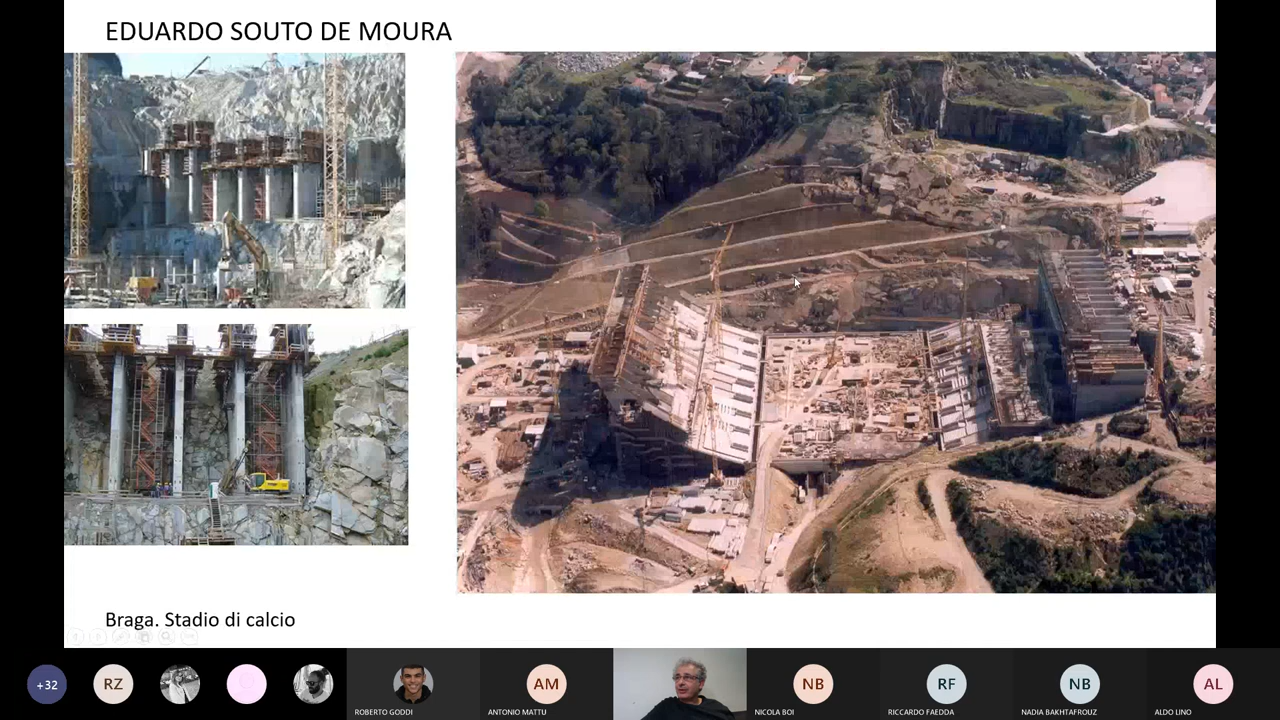 EDUARDO SOUTO DE MOURA
Braga. Stadio di calcio
+32
RZ
ROBERTO GODDI
AM
ANTONIO MATTU
NB
NICOLA BOI
RF
RICCARDO FAEDDA
NB
NADIA BAKHTAFROUZ
AL
ALDO LINO